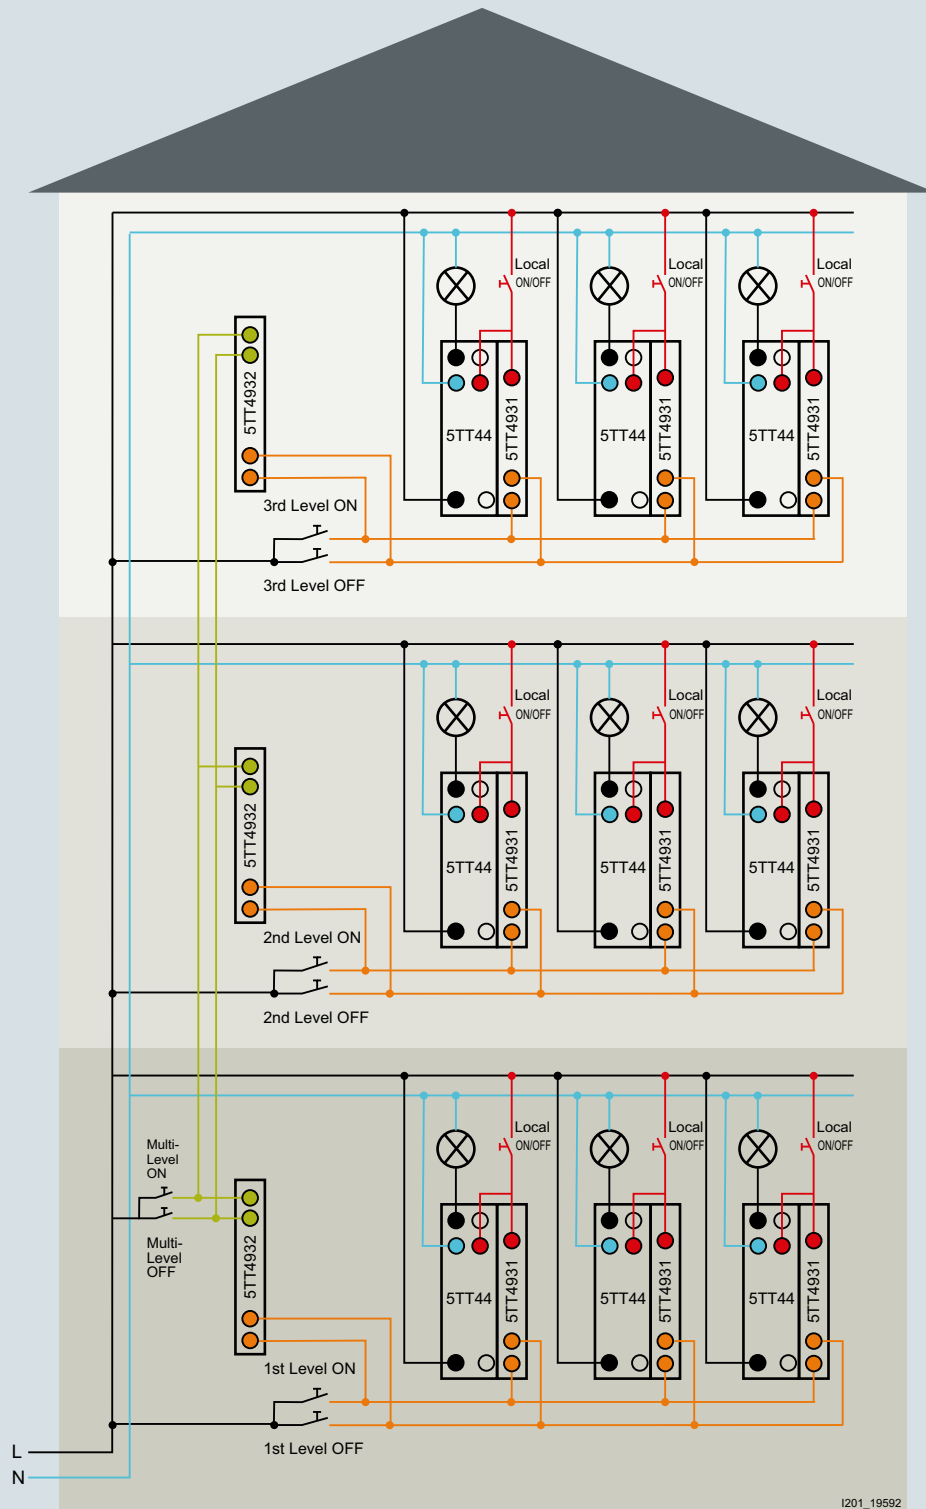 Local
ON/OFF
Local
ON/OFF
Local
ON/OFF
5TT4932
5TT44
5TT4931
5TT44
5TT4931
5TT44
5TT4931
3rd Level ON
3rd Level OFF
Local
ON/OFF
Local
ON/OFF
Local
ON/OFF
5TT4932
5TT44
5TT4931
5TT44
5TT4931
5TT44
5TT4931
2nd Level ON
2nd Level OFF
Local
ON/OFF
Local
ON/OFF
Local
ON/OFF
Multi-
Level
ON
Multi-
Level
OFF
5TT4932
5TT44
5TT4931
5TT44
5TT4931
5TT44
5TT4931
1st Level ON
1st Level OFF
L
N
I201_19592